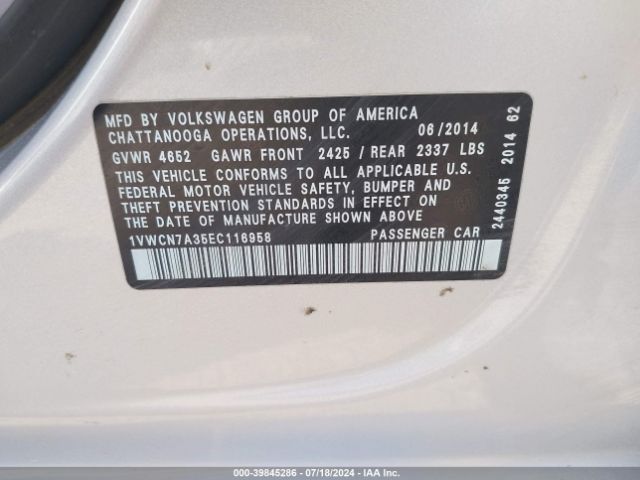 MFD BY VOLKSWAGEN GROUP OF AMERICA
CHATTANOOGA OPERATIONS, LLC. 06/2014
GVWR 4652 GAWR FRONT 2425 / REAR 2337 LBS
THIS VEHICLE CONFORMS TO ALL APPLICABLE U.S.
FEDERAL MOTOR VEHICLE SAFETY, BUMPER AND
THEFT PREVENTION STANDARDS IN EFFECT ON
THE DATE OF MANUFACTURE SHOWN ABOVE
1VWCN7A35EC116958 PASSENGER CAR
2440345 2014 62
000-39845286 - 07/18/2024 - IAA Inc.